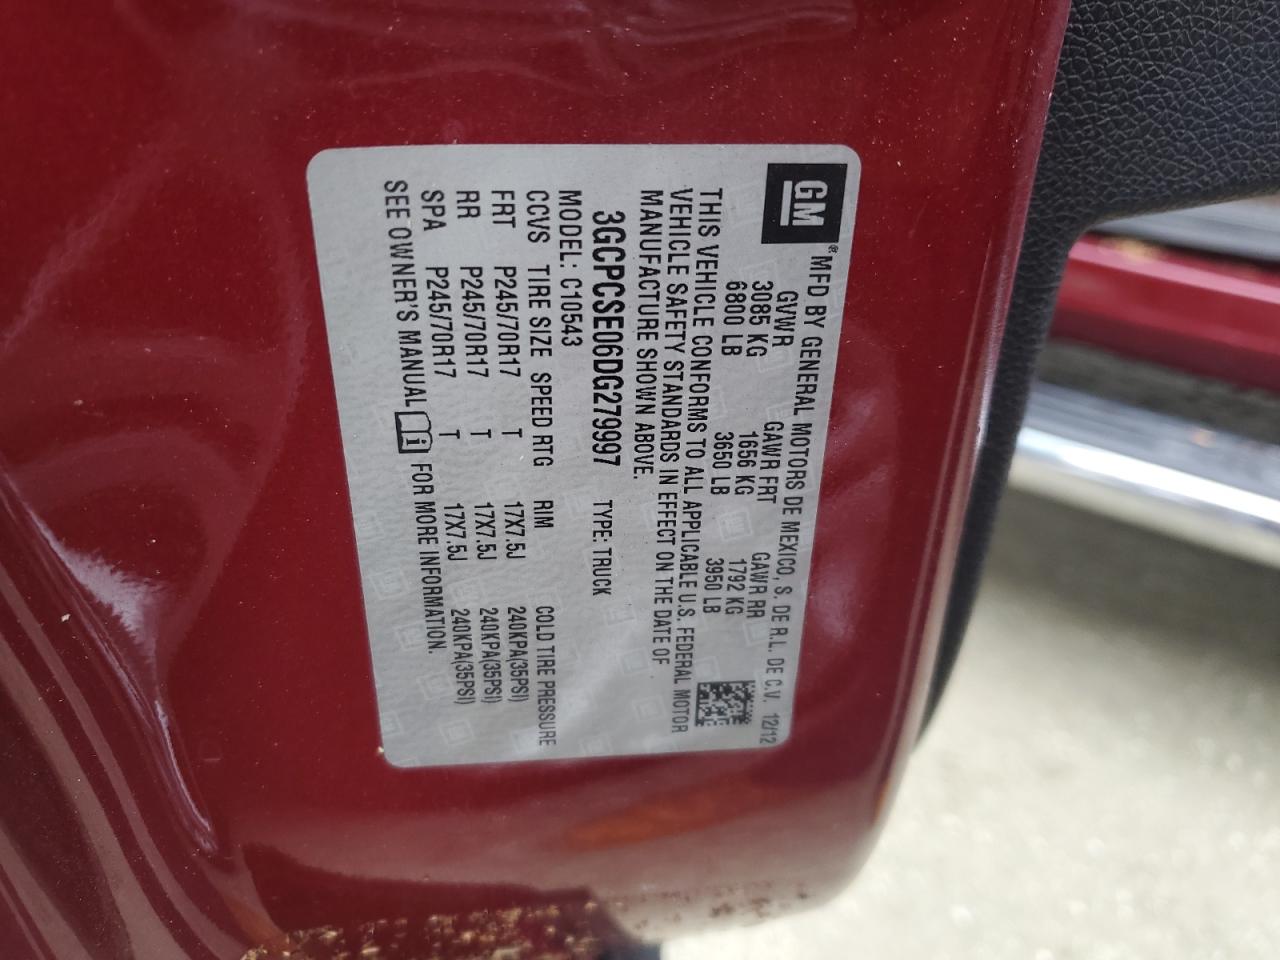 GM
® MFD BY GENERAL MOTORS DE MEXICO, S. DE R.L. DE C.V. 12/12
GVWR GAWR FRT GAWR RR
3085 KG 1656 KG 1792 KG
6800 LB 3650 LB 3950 LB
THIS VEHICLE CONFORMS TO ALL APPLICABLE U.S. FEDERAL MOTOR
VEHICLE SAFETY STANDARDS IN EFFECT ON THE DATE OF
MANUFACTURE SHOWN ABOVE.
3GCPCSE06DG279997 TYPE: TRUCK
MODEL: C10543
CCVS TIRE SIZE SPEED RTG RIM COLD TIRE PRESSURE
FRT P245/70R17 T 17X7.5J 240KPA(35PSI)
RR P245/70R17 T 17X7.5J 240KPA(35PSI)
SPA P245/70R17 T 17X7.5J 240KPA(35PSI)
SEE OWNER'S MANUAL i FOR MORE INFORMATION.